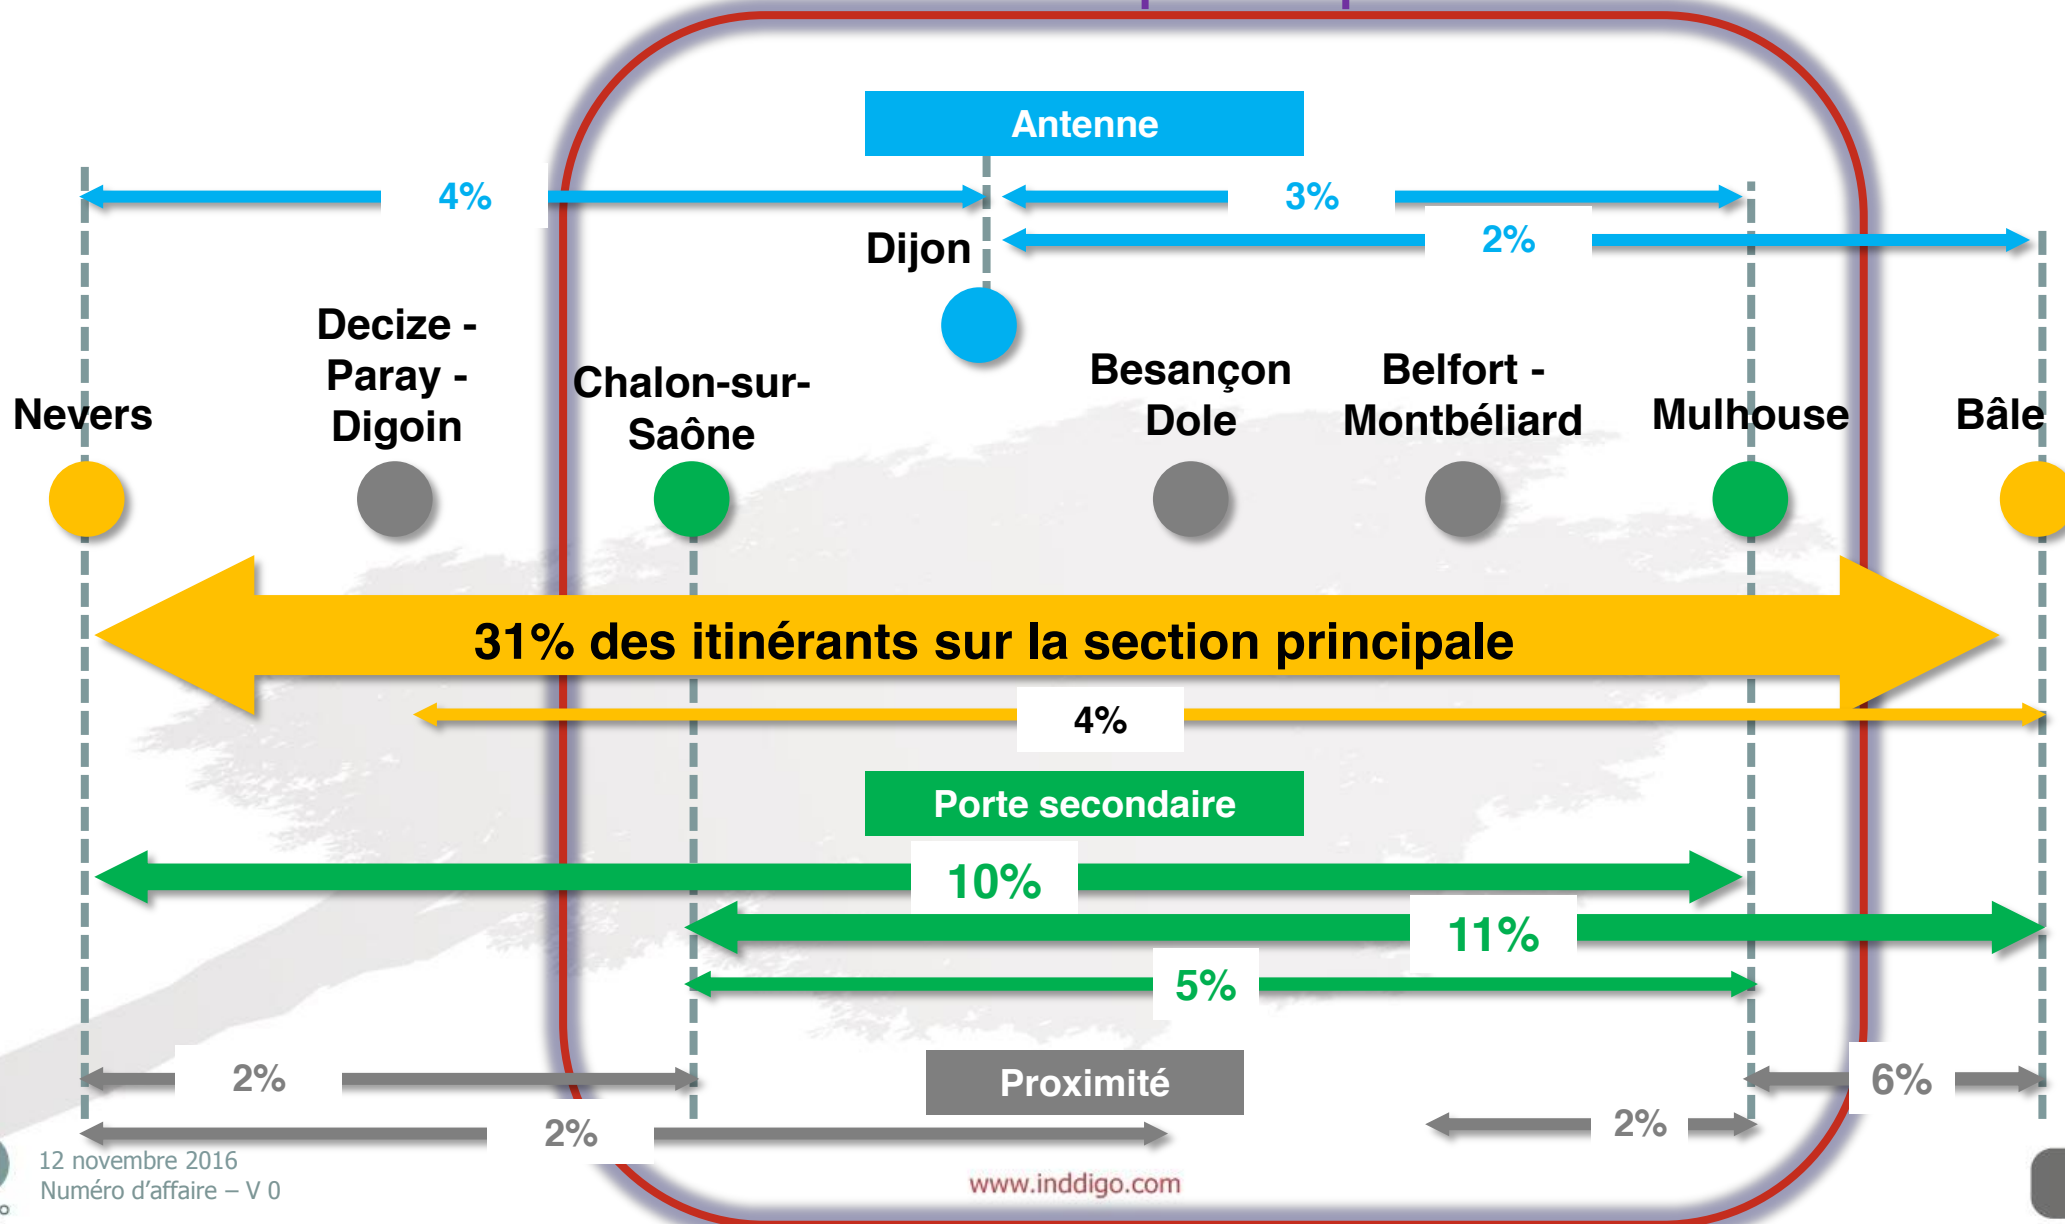 Antenne
4%
3%
2%
Dijon
Decize -
Paray -
Digoin
Nevers
Chalon-sur-
Saône
Besançon
Dole
Belfort -
Montbéliard
Mulhouse
Bâle
31% des itinérants sur la section principale
4%
Porte secondaire
10%
11%
5%
2%
Proximité
6%
2%
2%
12 novembre 2016
Numéro d'affaire – V 0
www.inddigo.com